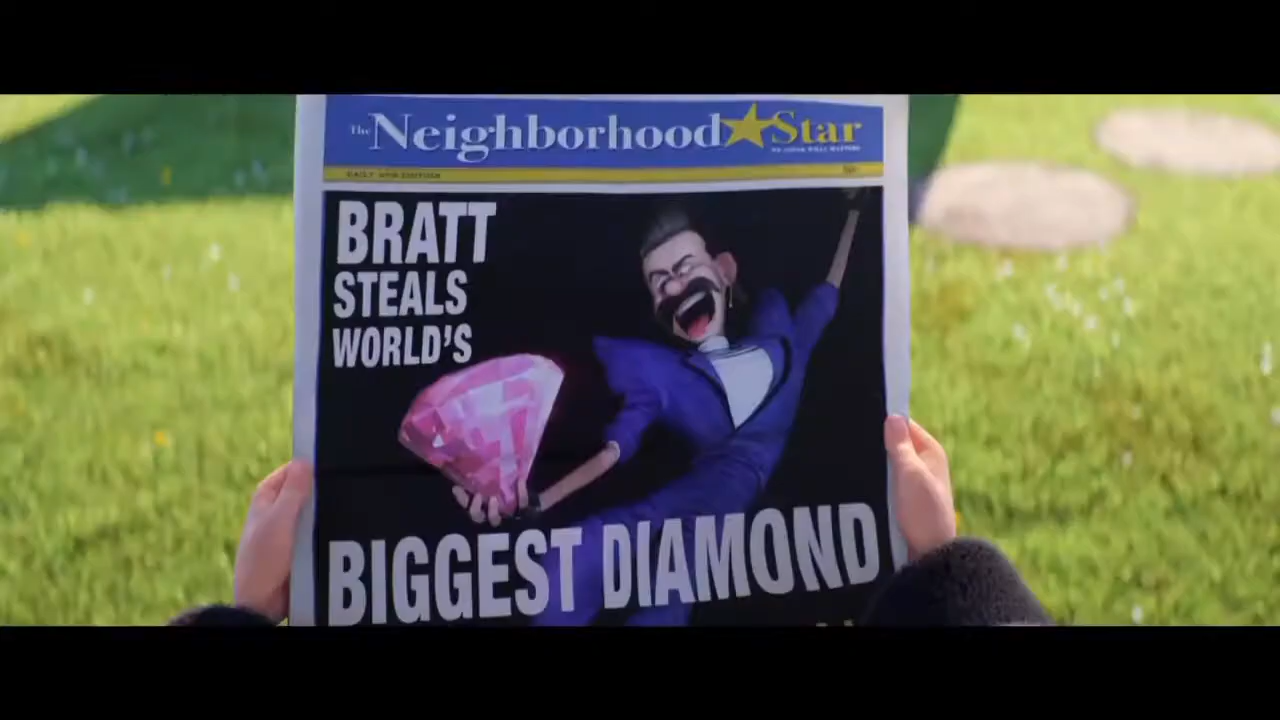 The Neighborhood Star
BRATT
STEALS
WORLD'S
BIGGEST DIAMOND